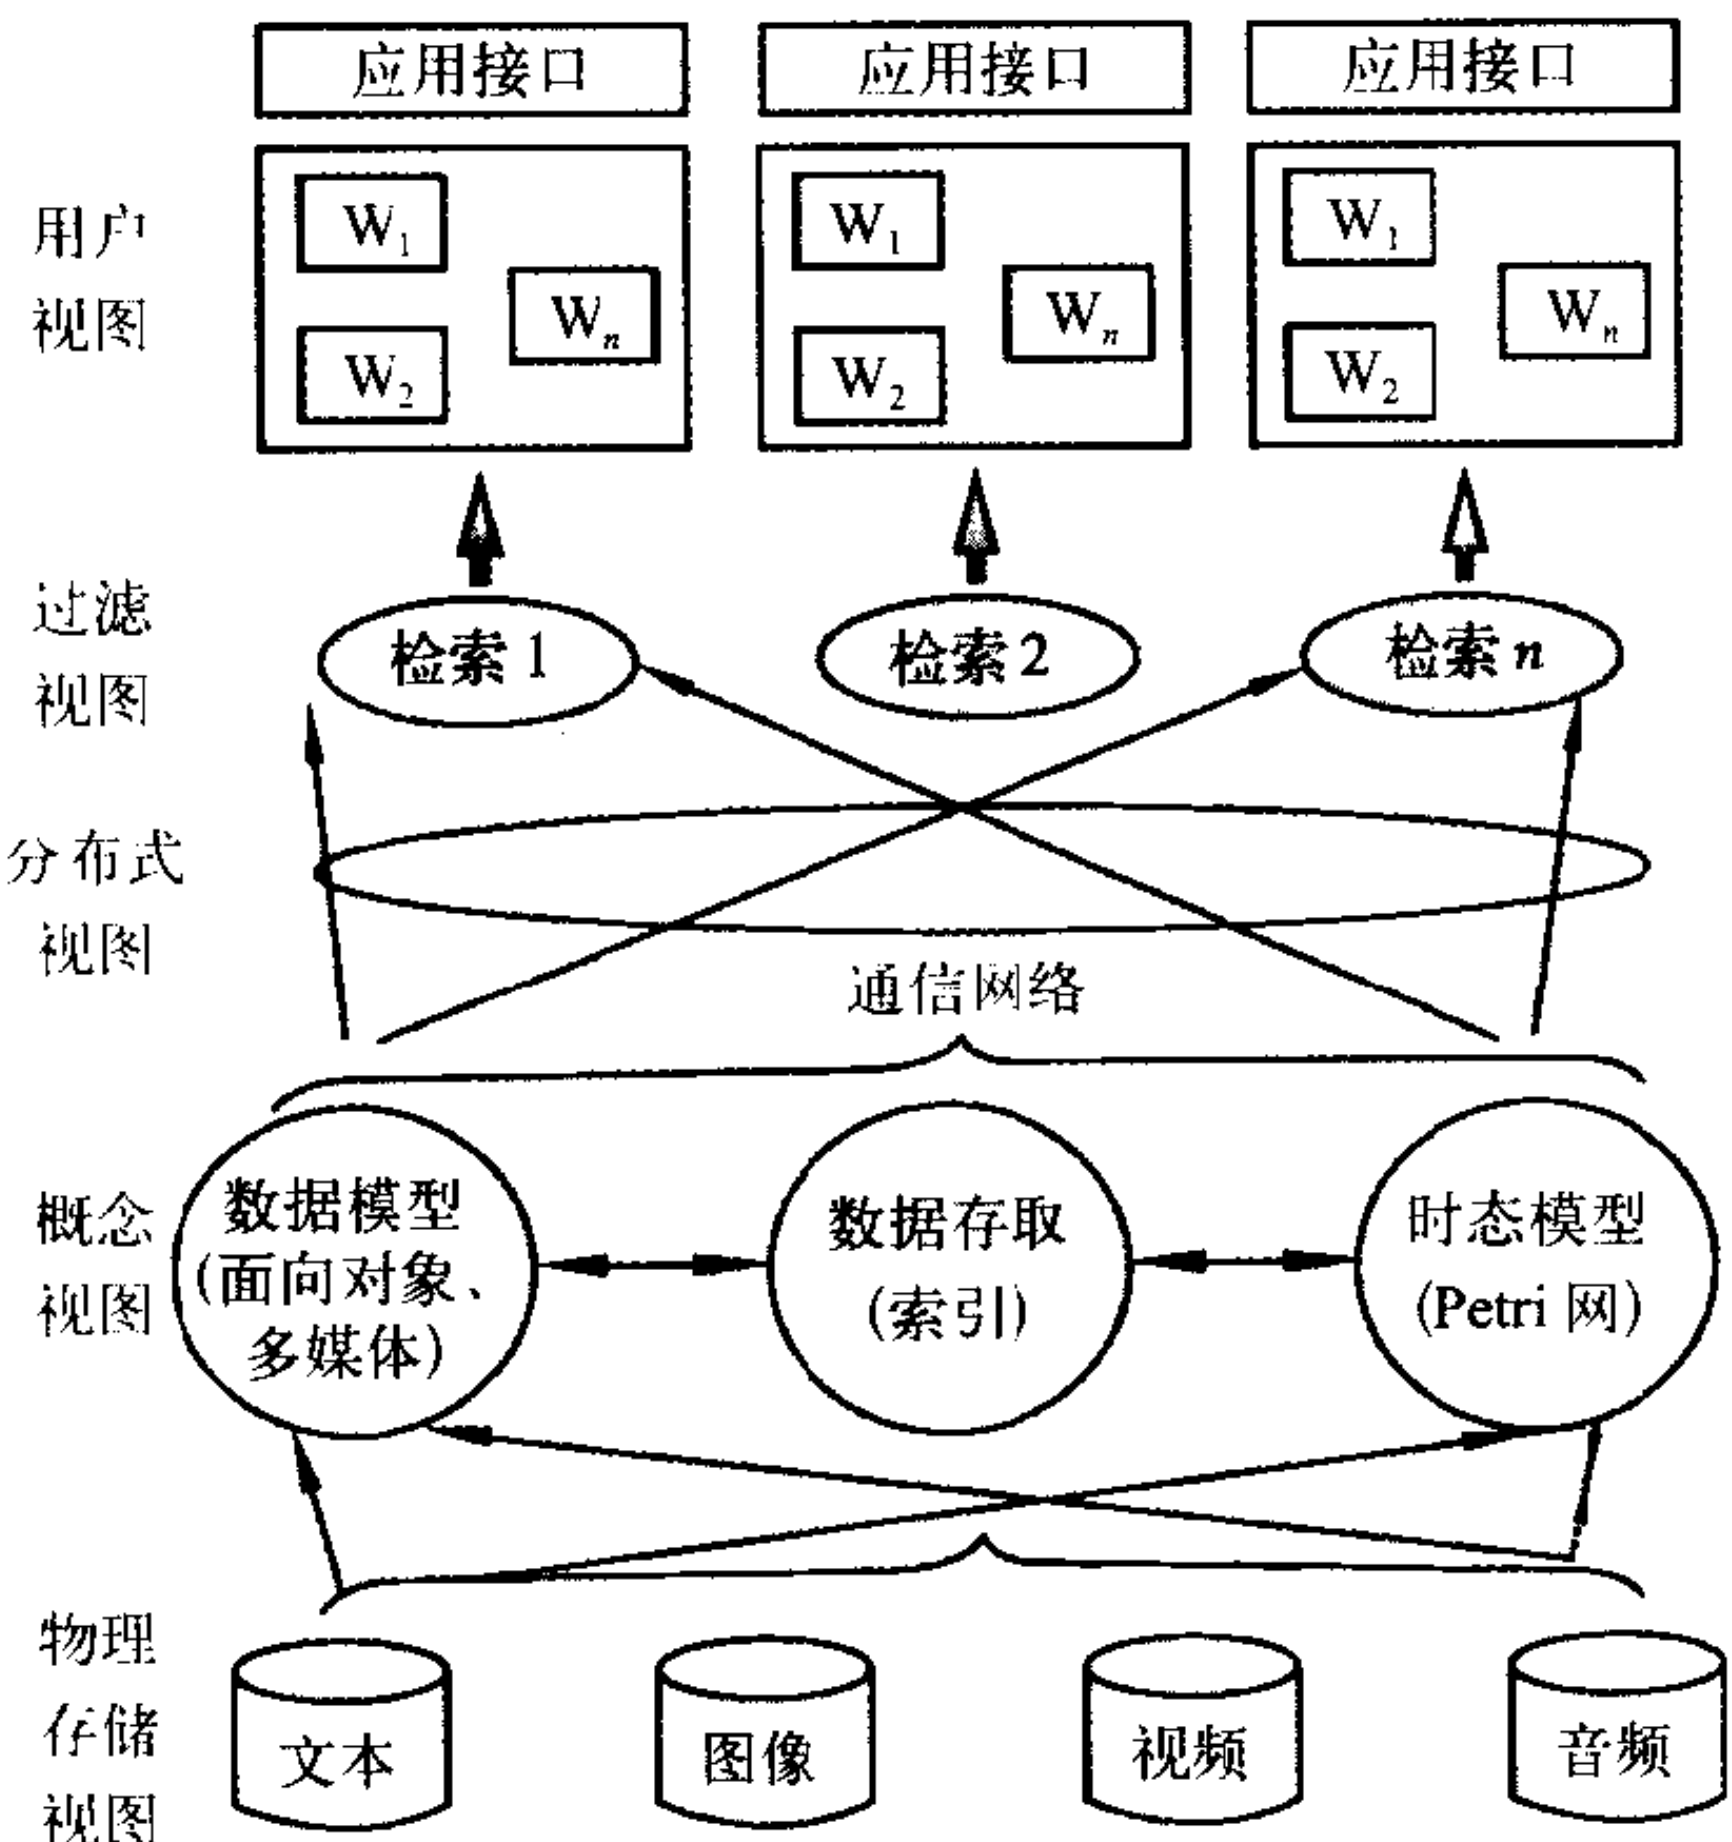 应用接口 应用接口 应用接口
用户
视图
W1 W1 W1
Wn Wn Wn
W2 W2 W2
过滤
视图
检索1 检索2 检索n
分布式
视图
通信网络
概念
视图
数据模型
(面向对象、
多媒体)
数据存取
(索引)
时态模型
(Petri 网)
物理
存储
视图
文本 图像 视频 音频